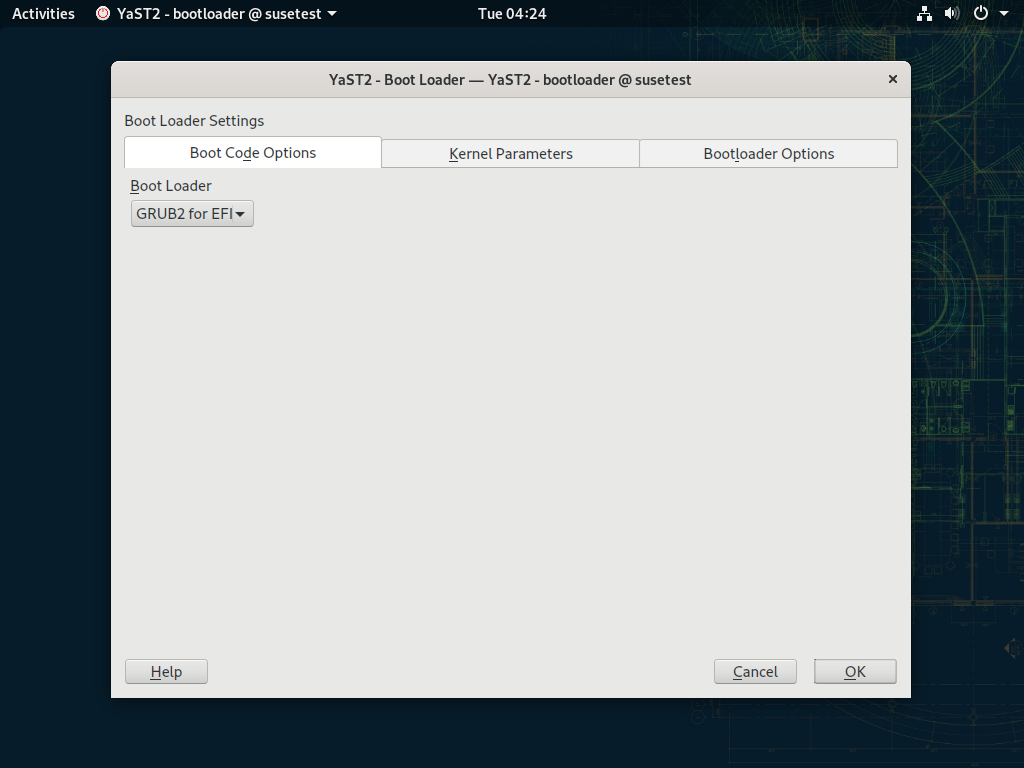 Activities YaST2 - bootloader @ susetest Tue 04:24
YaST2 - Boot Loader — YaST2 - bootloader @ susetest
Boot Loader Settings
Boot Code Options Kernel Parameters Bootloader Options
Boot Loader
GRUB2 for EFI
Help Cancel OK